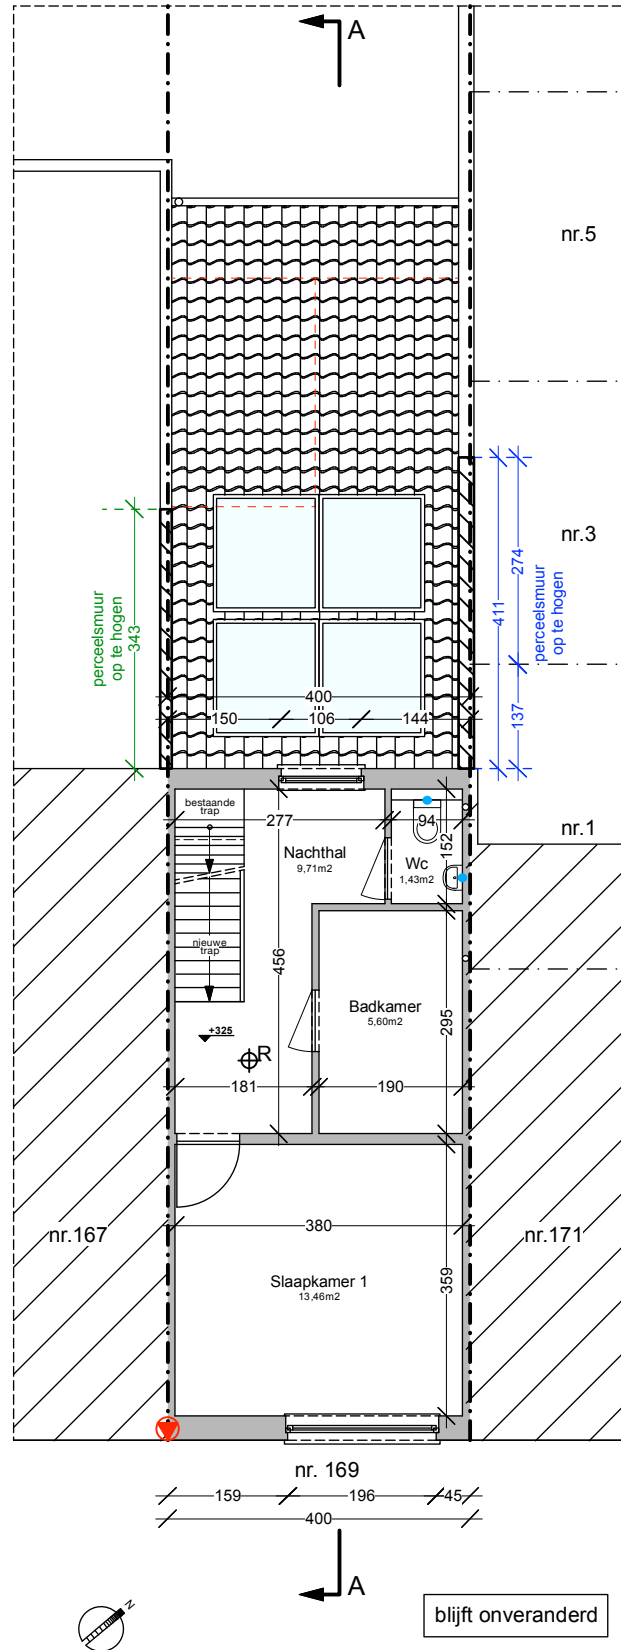 A
nr.5
nr.3
274
411
perceelsmuur
op te hogen
137
perceelsmuur
op te hogen
343
400
150
106
144
bestaande
trap
277
94
nr.1
Nachthal
9,71m2
152
Wc
1,43m2
nieuwe
trap
456
Badkamer
5,60m2
295
+325
R
181
190
nr.167
380
nr.171
Slaapkamer 1
13,46m2
359
nr. 169
159
196
45
400
A
N
blijft onveranderd